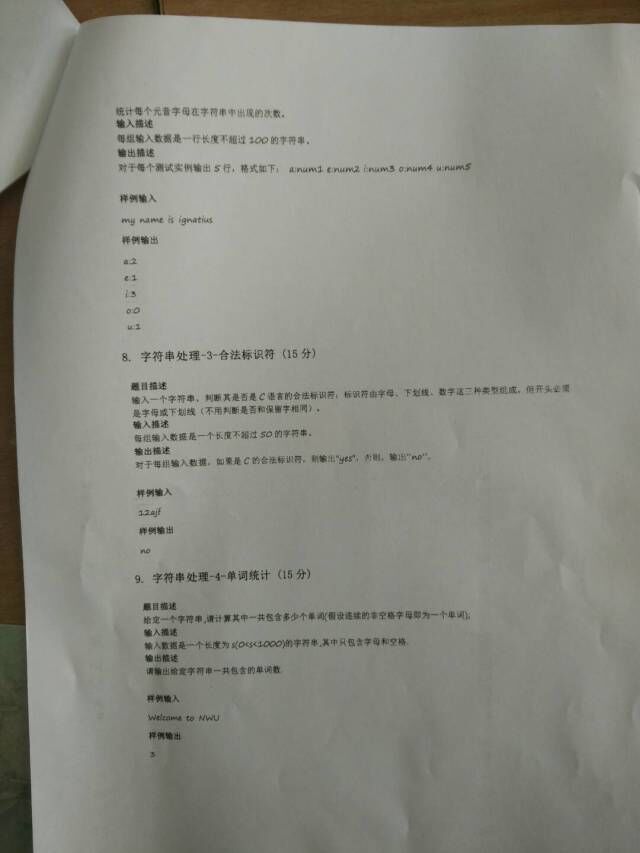 统计每个元音字母在字符串中出现的次数。
输入描述
每组输入数据是一行长度不超过 100 的字符串。
输出描述
对于每个测试实例输出 5 行，格式如下： a:num1 e:num2 i:num3 o:num4 u:num5
样例输入
my name is ignatius
样例输出
a:2
e:1
i:3
o:0
u:1
8. 字符串处理-3-合法标识符 (15 分)
题目描述
输入一个字符串，判断其是否是 C 语言的合法标识符，标识符由字母、下划线、数字这三种类型组成，但开头必须
是字母或下划线（不用判断是否和保留字相同）。
输入描述
每组输入数据是一个长度不超过 50 的字符串。
输出描述
对于每组输入数据，如果是 C 的合法标识符，则输出"yes"，否则，输出"no"。
样例输入
12ajf
样例输出
no
9. 字符串处理-4-单词统计 (15 分)
题目描述
给定一个字符串,请计算其中一共包含多少个单词(假设连续的非空格字母即为一个单词);
输入描述
输入数据是一个长度为 s(0<s<1000)的字符串,其中只包含字母和空格.
输出描述
请输出给定字符串一共包含的单词数.
样例输入
Welcome to NWU
样例输出
3